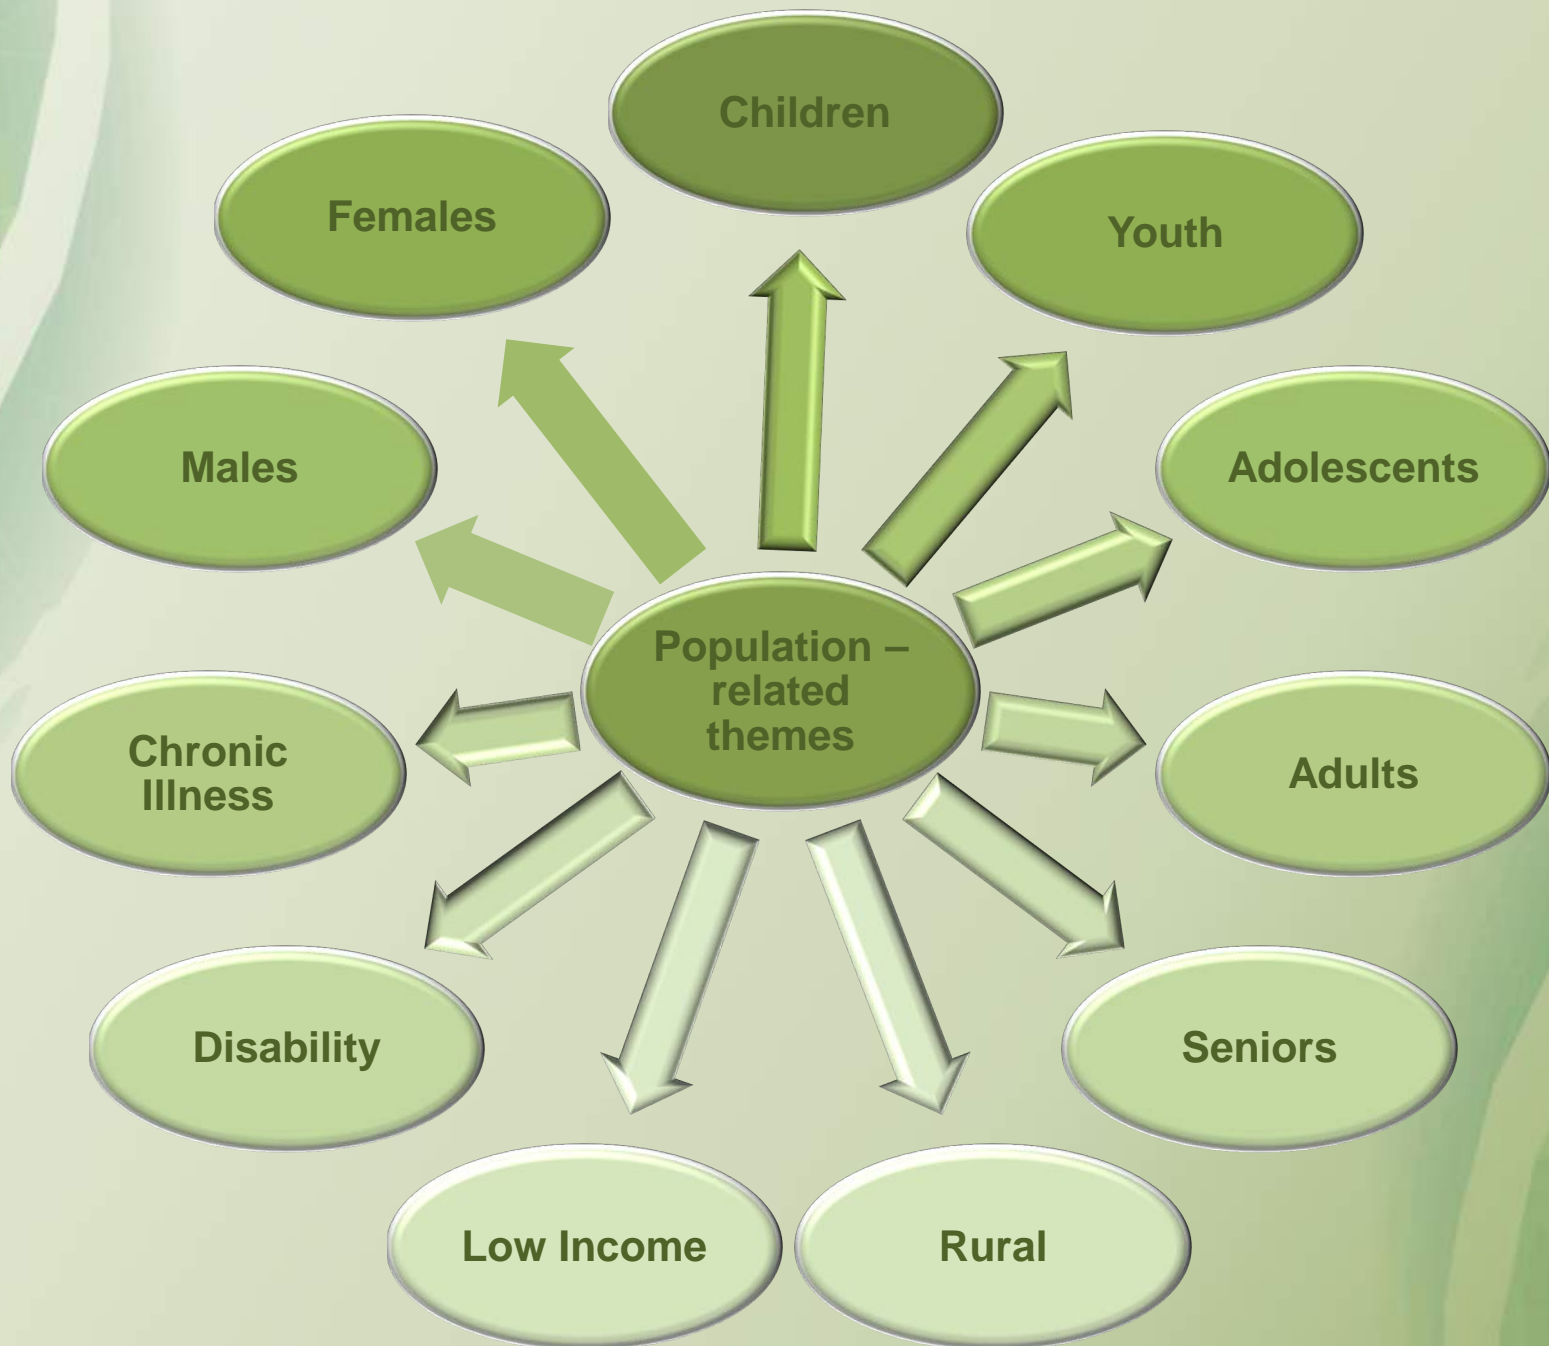 Children
Females
Youth
Males
Adolescents
Population –
related
themes
Chronic
Illness
Adults
Disability
Seniors
Low Income
Rural